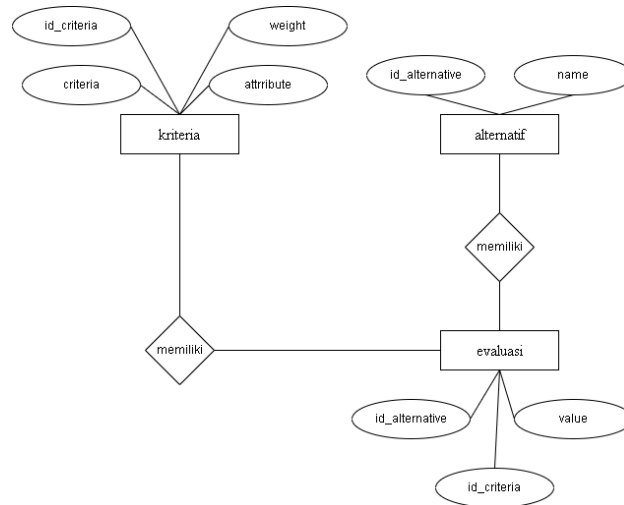 id_criteria
weight
id_alternative
name
criteria
attrribute
kriteria
alternatif
memiliki
memiliki
evaluasi
id_alternative
value
id_criteria